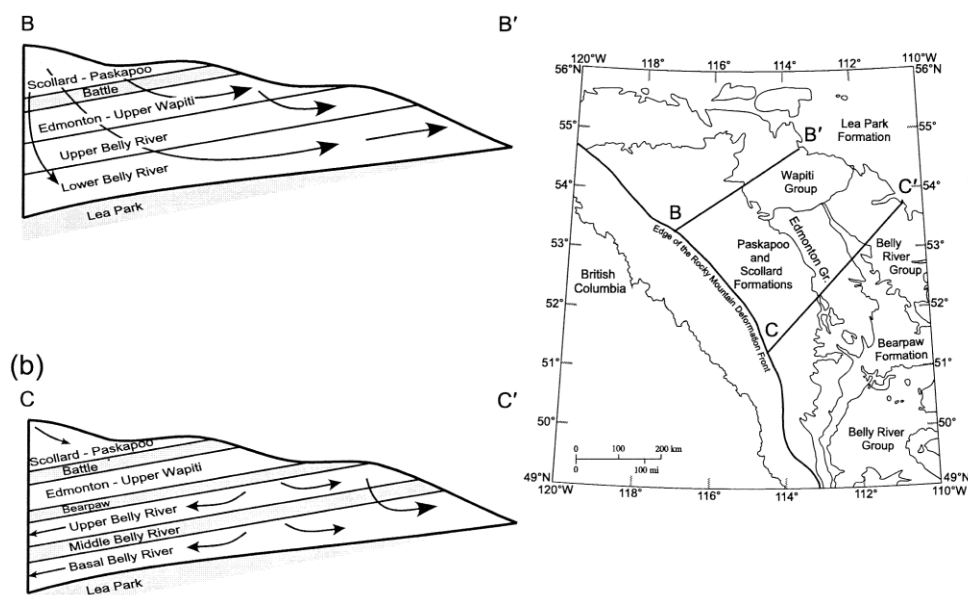 B
B′
Scollard - Paskapoo
Battle
Edmonton - Upper Wapiti
Upper Belly River
Lower Belly River
Lea Park
(b)
C
C′
Scollard - Paskapoo
Battle
Edmonton - Upper Wapiti
Bearpaw
Upper Belly River
Middle Belly River
Basal Belly River
Lea Park
120°W
118°
116°
114°
112°
110°
56°N
56°N
55°
55°
54°
54°
53°
53°
52°
52°
51°
51°
50°
50°
49°N
49°N
120°W
118°
116°
114°
112°
110°W
Lea Park
Formation
B′
Wapiti
Group
C′
B
Edge of the Rocky Mountain Deformation Front
Paskapoo
and
Scollard
Formations
Edmonton Gr.
Belly
River
Group
British
Columbia
C
Bearpaw
Formation
Belly River
Group
0 100 200 km
0 100 mi